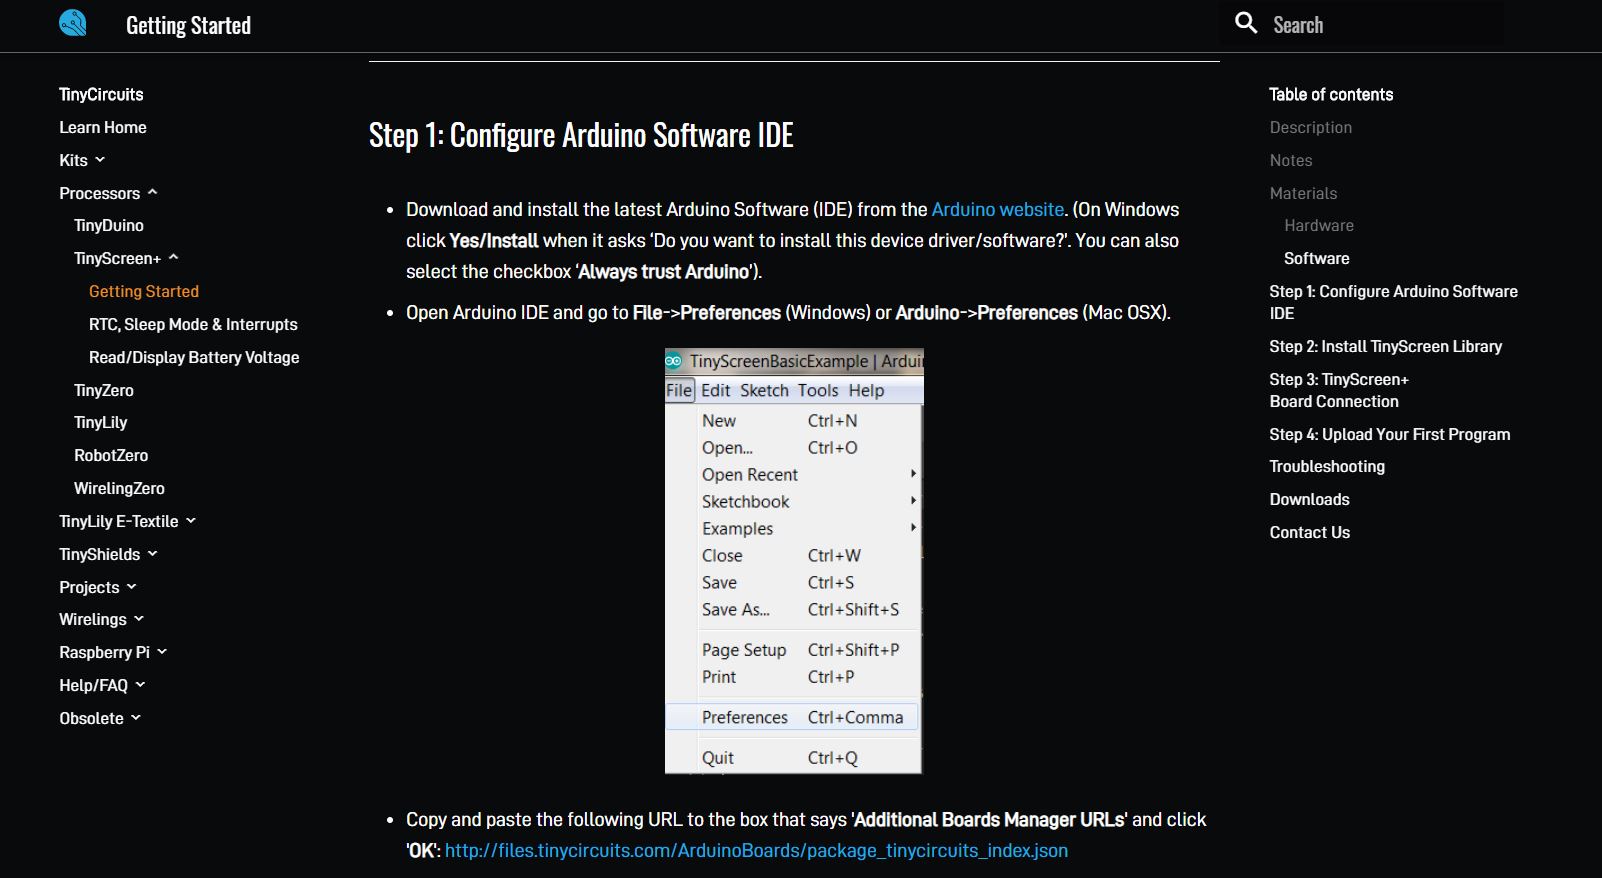 Getting Started
Search
TinyCircuits
Learn Home
Kits
Processors
TinyDuino
TinyScreen+
Getting Started
RTC, Sleep Mode & Interrupts
Read/Display Battery Voltage
TinyZero
TinyLily
RobotZero
WirelingZero
TinyLily E-Textile
TinyShields
Projects
Wirelings
Raspberry Pi
Help/FAQ
Obsolete
Step 1: Configure Arduino Software IDE
• Download and install the latest Arduino Software (IDE) from the Arduino website. (On Windows
click Yes/Install when it asks ‘Do you want to install this device driver/software?’. You can also
select the checkbox ‘Always trust Arduino’).
• Open Arduino IDE and go to File->Preferences (Windows) or Arduino->Preferences (Mac OSX).
TinyScreenBasicExample | Ardui
File Edit Sketch Tools Help
New Ctrl+N
Open... Ctrl+O
Open Recent
Sketchbook
Examples
Close Ctrl+W
Save Ctrl+S
Save As... Ctrl+Shift+S
Page Setup Ctrl+Shift+P
Print Ctrl+P
Preferences Ctrl+Comma
Quit Ctrl+Q
• Copy and paste the following URL to the box that says 'Additional Boards Manager URLs' and click
'OK': http://files.tinycircuits.com/ArduinoBoards/package_tinycircuits_index.json
Table of contents
Description
Notes
Materials
Hardware
Software
Step 1: Configure Arduino Software
IDE
Step 2: Install TinyScreen Library
Step 3: TinyScreen+
Board Connection
Step 4: Upload Your First Program
Troubleshooting
Downloads
Contact Us